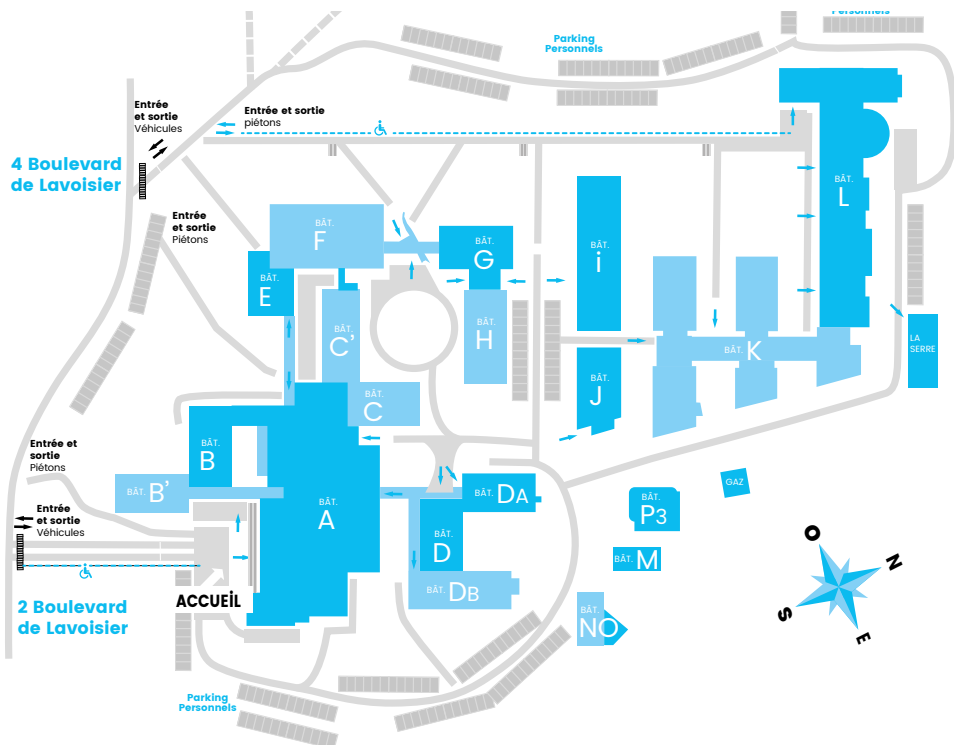 Personnels
Parking
Personnels
Entrée
et sortie
Véhicules
Entrée et sortie
piétons
4 Boulevard
de Lavoisier
Entrée
et sortie
Piétons
BÂT.
F
BÂT.
G
BÂT.
E
BÂT.
i
BÂT.
L
BÂT.
C'
BÂT.
H
BÂT. K
LA
SERRE
BÂT.
J
BÂT.
C
Entrée et
sortie
Piétons
BÂT.
B
BÂT. B'
BÂT.
A
BÂT. DA
BÂT.
D
BÂT. DB
GAZ
BÂT.
P3
BÂT. M
BÂT.
NO
Entrée
et sortie
Véhicules
ACCUEiL
2 Boulevard
de Lavoisier
Parking
Personnels
O
N
S
E